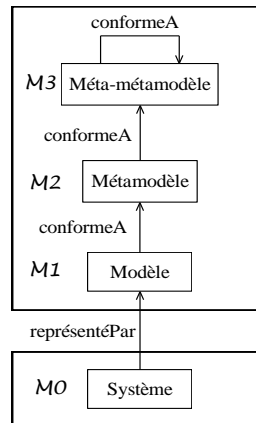 conformeA
M3 Méta-métamodèle
conformeA
M2 Métamodèle
conformeA
M1 Modèle
représentéPar
M0 Système